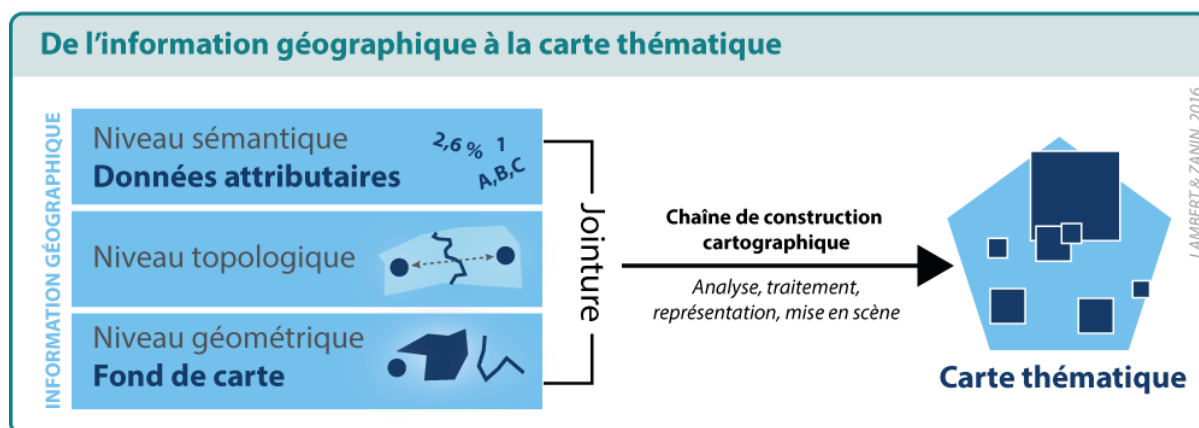 De l’information géographique à la carte thématique
INFORMATION GÉOGRAPHIQUE
Niveau sémantique
Données attributaires
2,6 % 1
A,B,C
Niveau topologique
Niveau géométrique
Fond de carte
Jointure
Chaîne de construction
cartographique
Analyse, traitement,
représentation, mise en scène
Carte thématique
LAMBERT & ZANIN, 2016